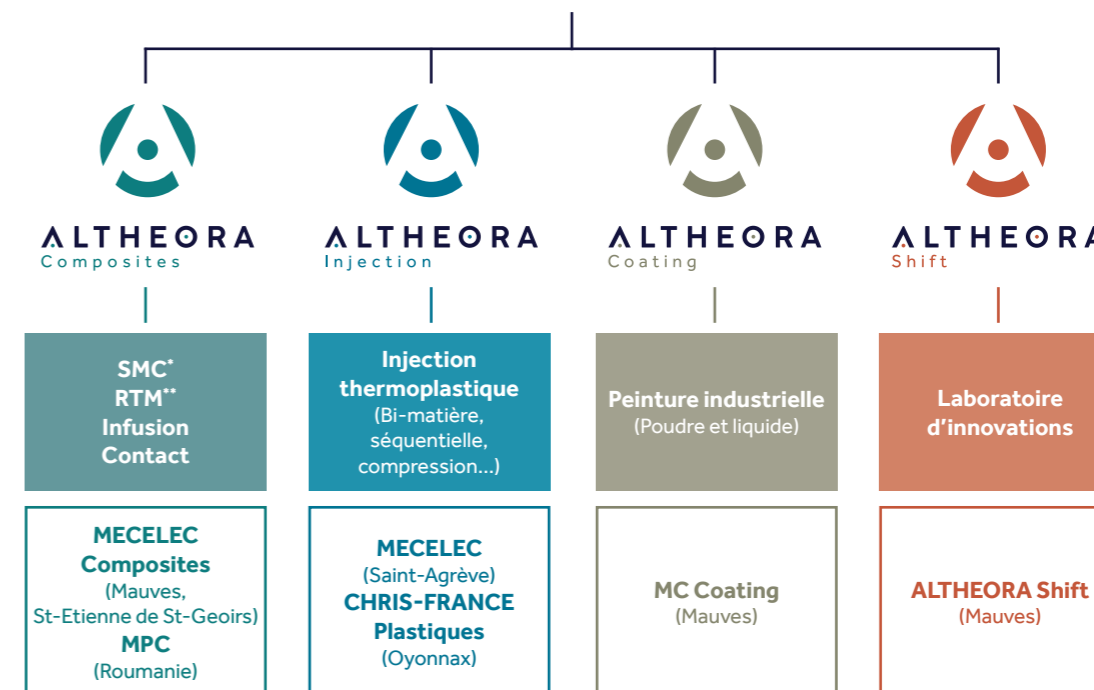 ALTHEORA
Composites
SMC*
RTM**
Infusion
Contact
MECELEC
Composites
(Mauves,
St-Etienne de St-Geoirs)
MPC
(Roumanie)
ALTHEORA
Injection
Injection
thermoplastique
(Bi-matière,
séquentielle,
compression...)
MECELEC
(Saint-Agrève)
CHRIS-FRANCE
Plastiques
(Oyonnax)
ALTHEORA
Coating
Peinture industrielle
(Poudre et liquide)
MC Coating
(Mauves)
ALTHEORA
Shift
Laboratoire
d'innovations
ALTHEORA Shift
(Mauves)